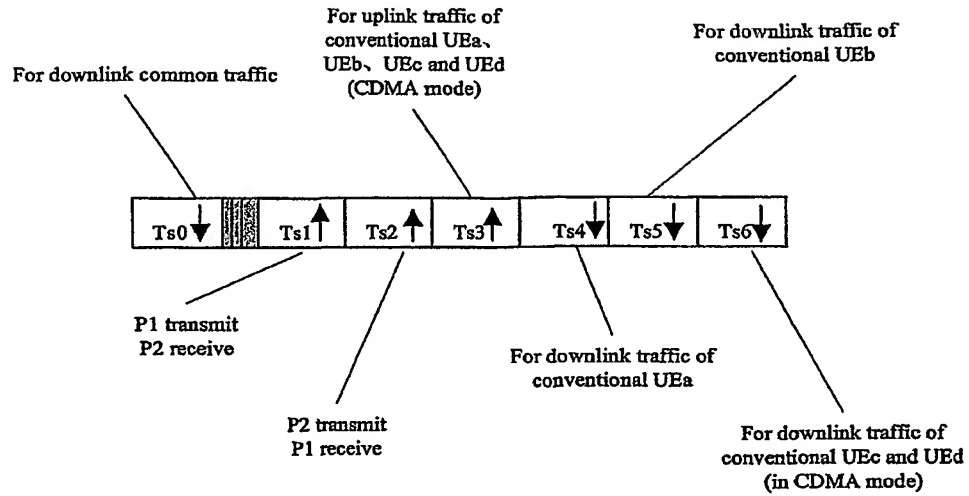 For uplink traffic of
conventional UEa、
UEb、 UEc and UEd
(CDMA mode)
For downlink traffic of
conventional UEb
For downlink common traffic
Ts0 Ts1 Ts2 Ts3 Ts4 Ts5 Ts6
P1 transmit
P2 receive
For downlink traffic of
conventional UEa
P2 transmit
P1 receive
For downlink traffic of
conventional UEc and UEd
(in CDMA mode)